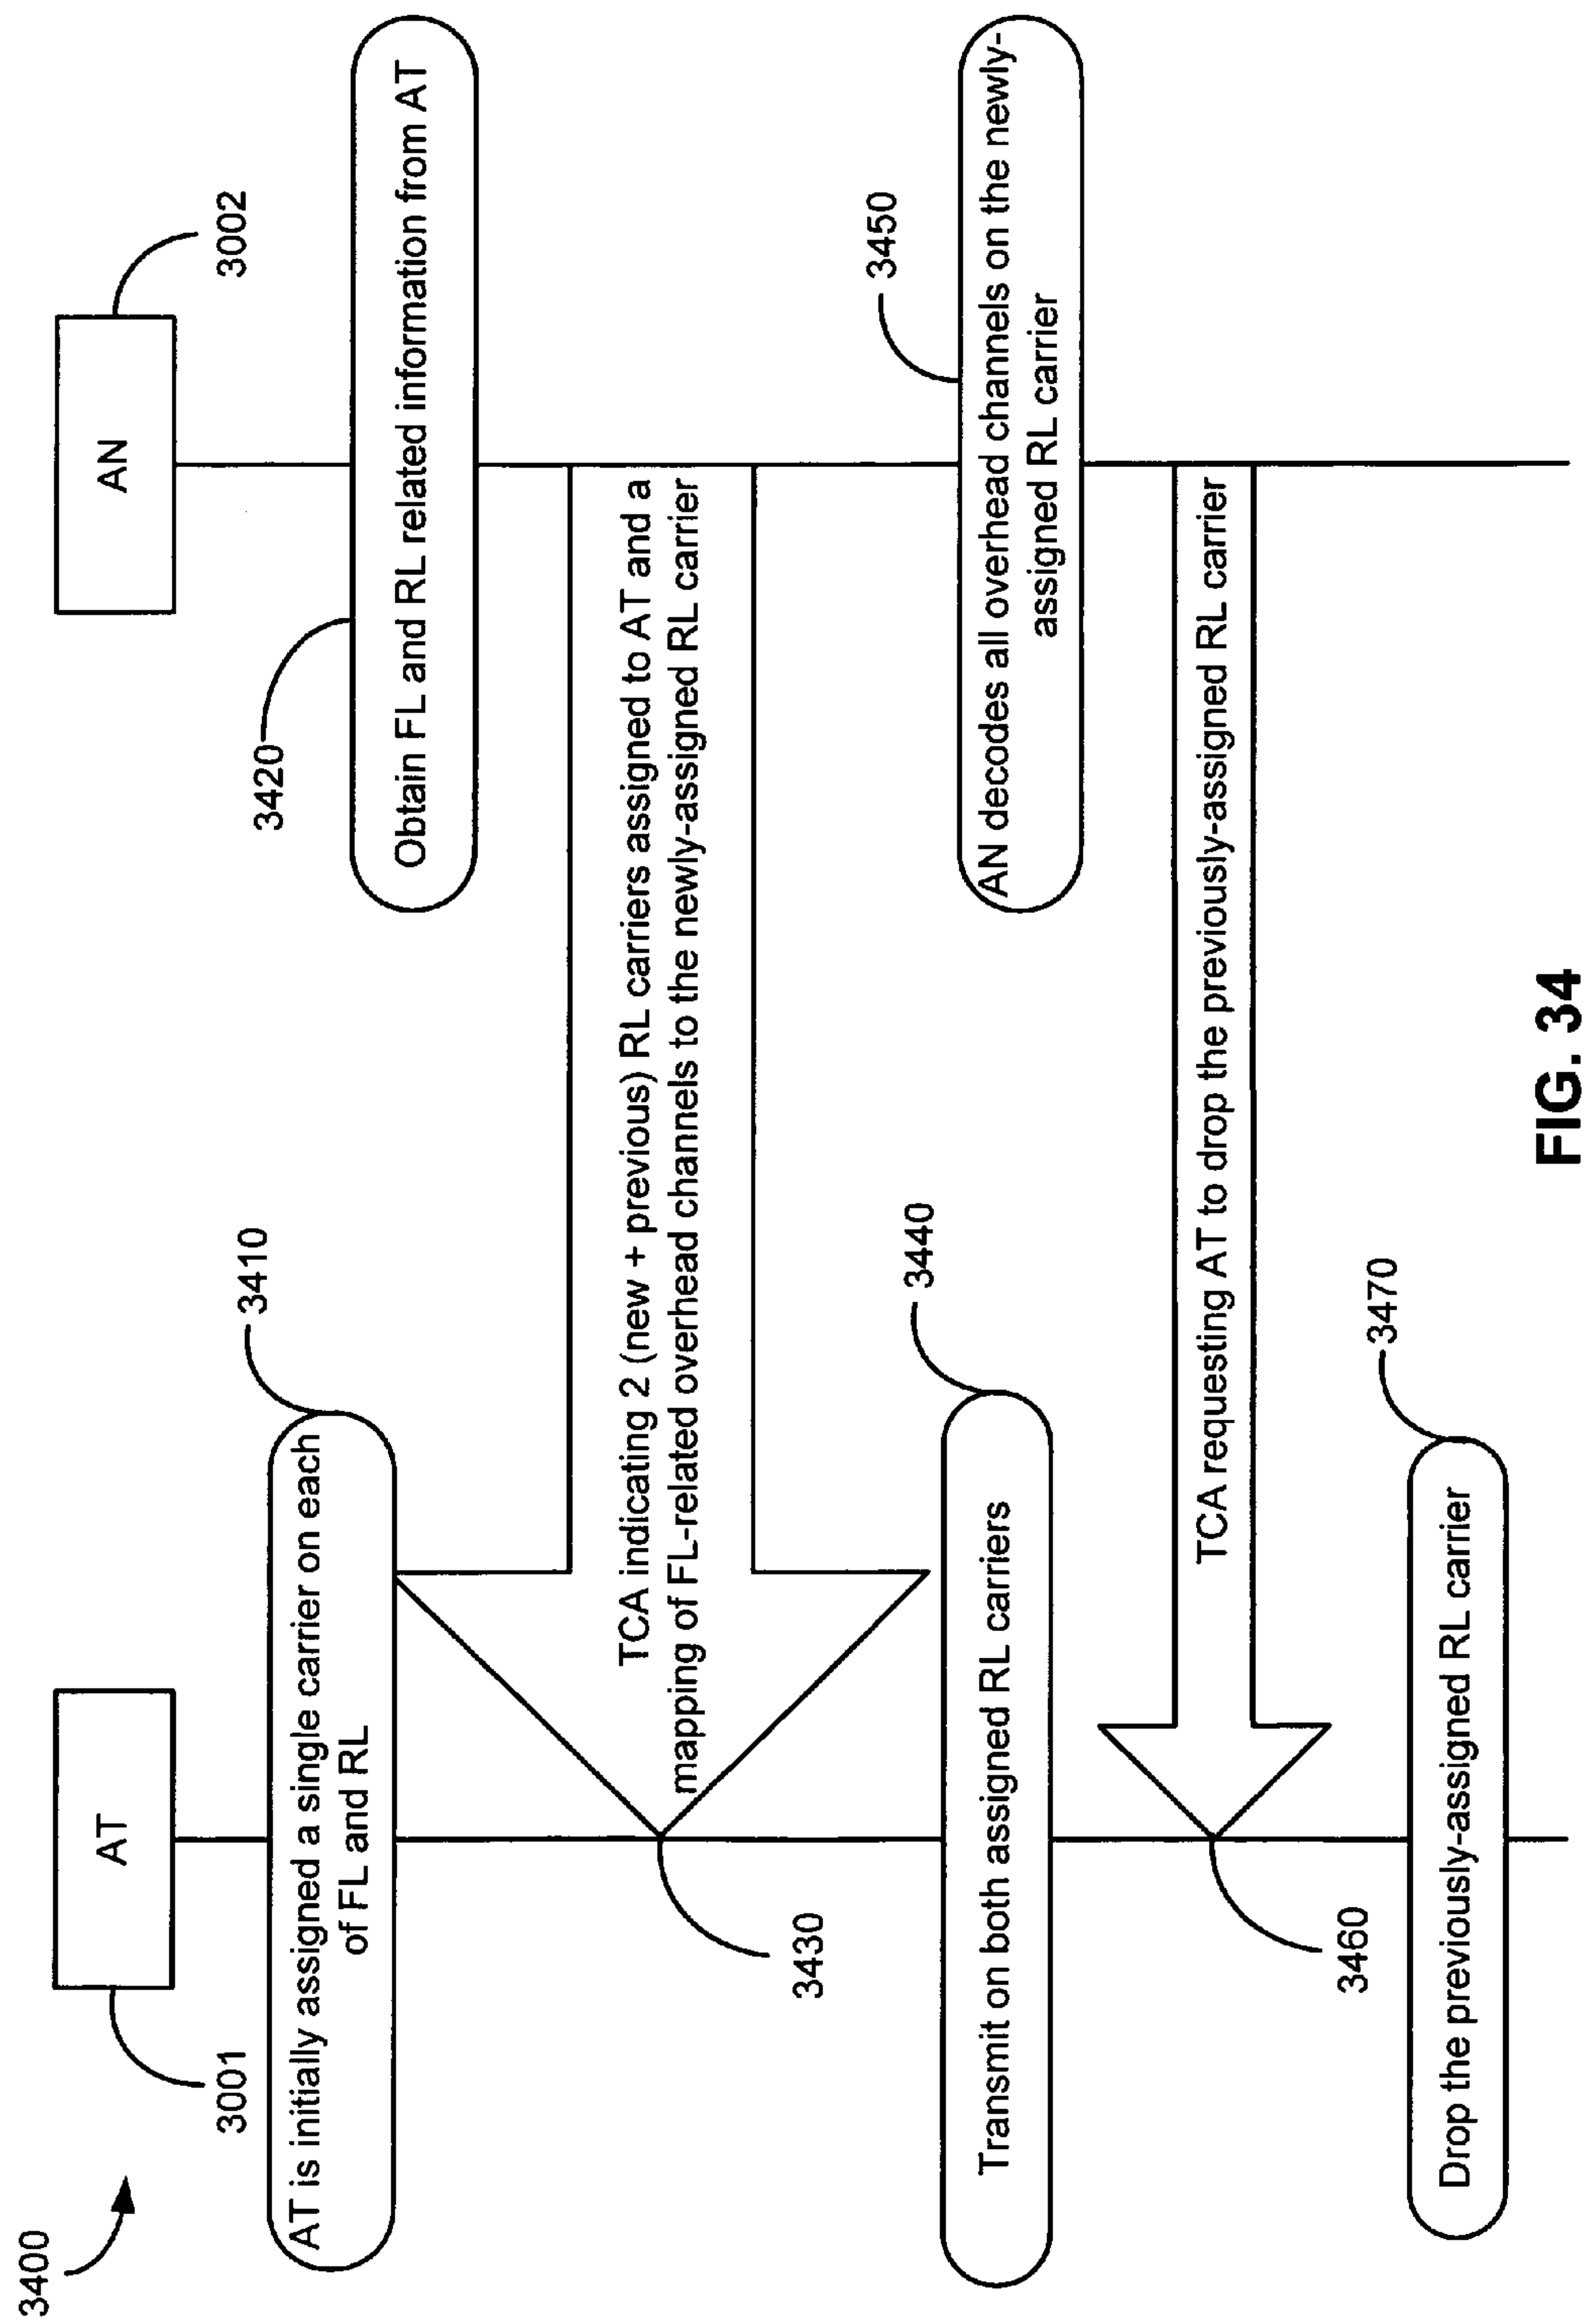 3400
AT
3001
AN
3002
3410
AT is initially assigned a single carrier on each
of FL and RL
3420
Obtain FL and RL related information from AT
TCA indicating 2 (new + previous) RL carriers assigned to AT and a
mapping of FL-related overhead channels to the newly-assigned RL carrier
3430
3440
Transmit on both assigned RL carriers
3450
AN decodes all overhead channels on the newly-
assigned RL carrier
TCA requesting AT to drop the previously-assigned RL carrier
3460
3470
Drop the previously-assigned RL carrier
FIG. 34